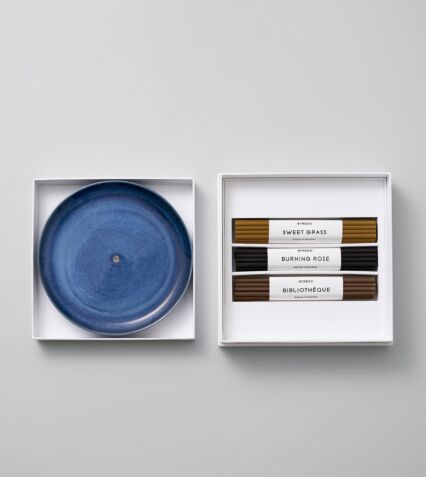 BYREDO
SWEET GRASS
BYREDO
BURNING ROSE
BYREDO
BIBLIOTHÈQUE